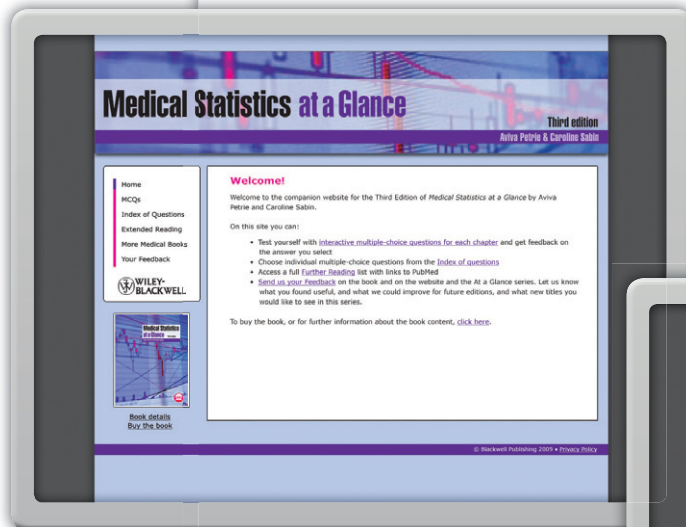 Medical Statistics at a Glance
Third edition
Aviva Petrie & Caroline Sabin
Home
MCQs
Index of Questions
Extended Reading
More Medical Books
Your Feedback
WILEY-
BLACKWELL
Medical Statistics
at a Glance
Book details
Buy the book
Welcome!
Welcome to the companion website for the Third Edition of Medical Statistics at a Glance by Aviva
Petrie and Caroline Sabin.
On this site you can:
• Test yourself with interactive multiple-choice questions for each chapter and get feedback on
the answer you select
• Choose individual multiple-choice questions from the Index of questions
• Access a full Further Reading list with links to PubMed
• Send us your Feedback on the book and on the website and the At a Glance series. Let us know
what you found useful, and what we could improve for future editions, and what new titles you
would like to see in this series.
To buy the book, or for further information about the book content, click here.
© Blackwell Publishing 2009 • Privacy Policy